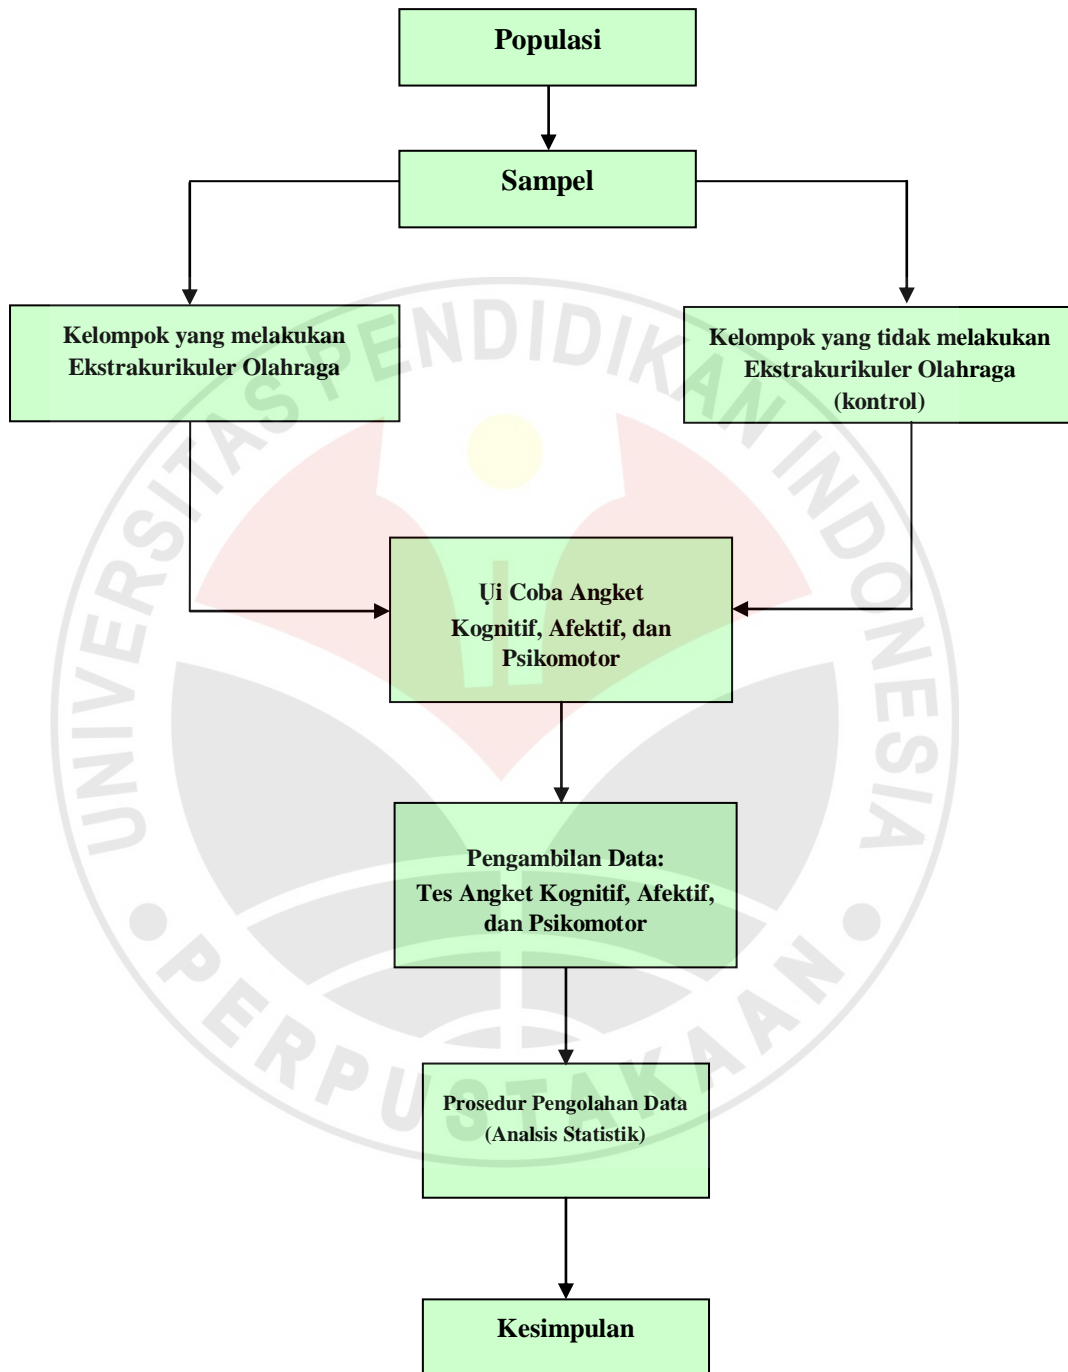 Populasi
Sampel
Kelompok yang melakukan
Ekstrakurikuler Olahraga
Kelompok yang tidak melakukan
Ekstrakurikuler Olahraga
(kontrol)
Ụi Coba Angket
Kognitif, Afektif, dan
Psikomotor
Pengambilan Data:
Tes Angket Kognitif, Afektif,
dan Psikomotor
Prosedur Pengolahan Data
(Analsis Statistik)
Kesimpulan
UNIVERSITAS PENDIDIKAN INDONESIA
PERPUSTAKAAN